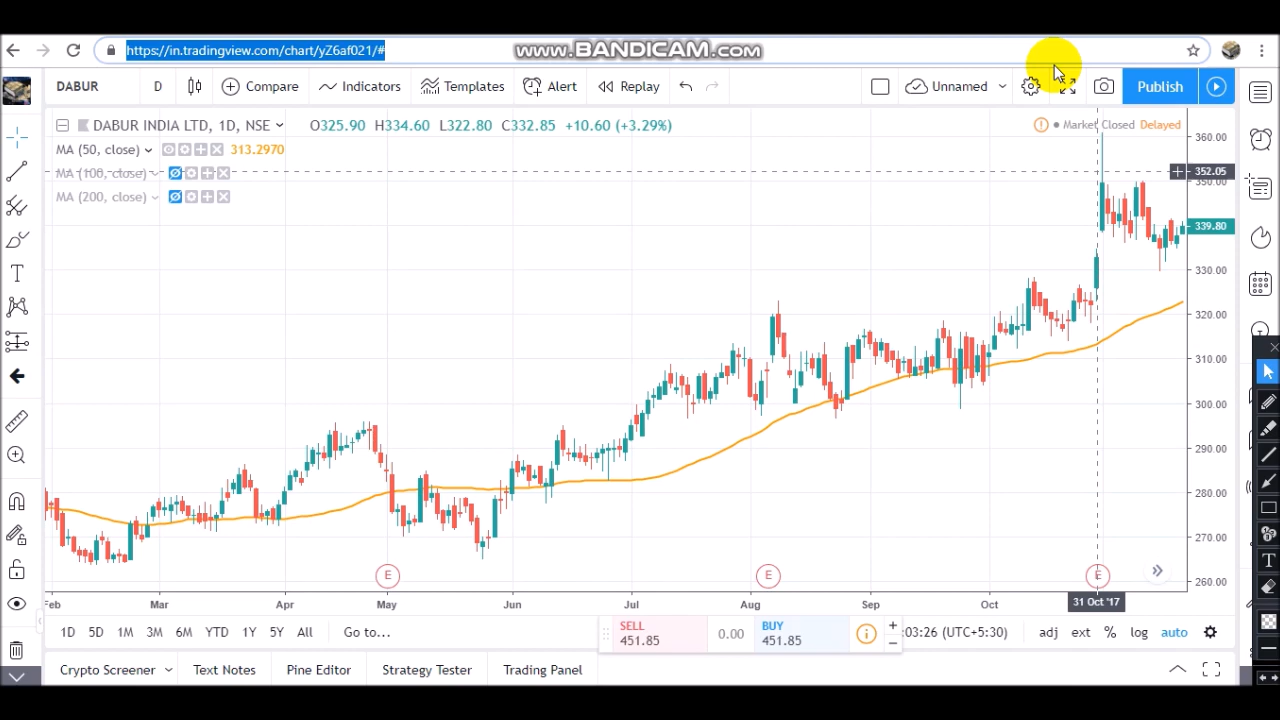 https://in.tradingview.com/chart/yZ6af021/#
www.BANDICAM.com
DABUR D Compare Indicators Templates Alert Replay Unnamed Publish
DABUR INDIA LTD, 1D, NSE O325.90 H334.60 L322.80 C332.85 +10.60 (+3.29%)
Market Closed Delayed
MA (50, close) 313.2970
MA (100, close)
MA (200, close)
360.00
352.05
350.00
339.80
330.00
320.00
310.00
300.00
290.00
280.00
270.00
260.00
E E E
Feb Mar Apr May Jun Jul Aug Sep Oct 31 Oct '17
1D 5D 1M 3M 6M YTD 1Y 5Y All Go to...
SELL
451.85
0.00
BUY
451.85
:03:26 (UTC+5:30) adj ext % log auto
Crypto Screener Text Notes Pine Editor Strategy Tester Trading Panel